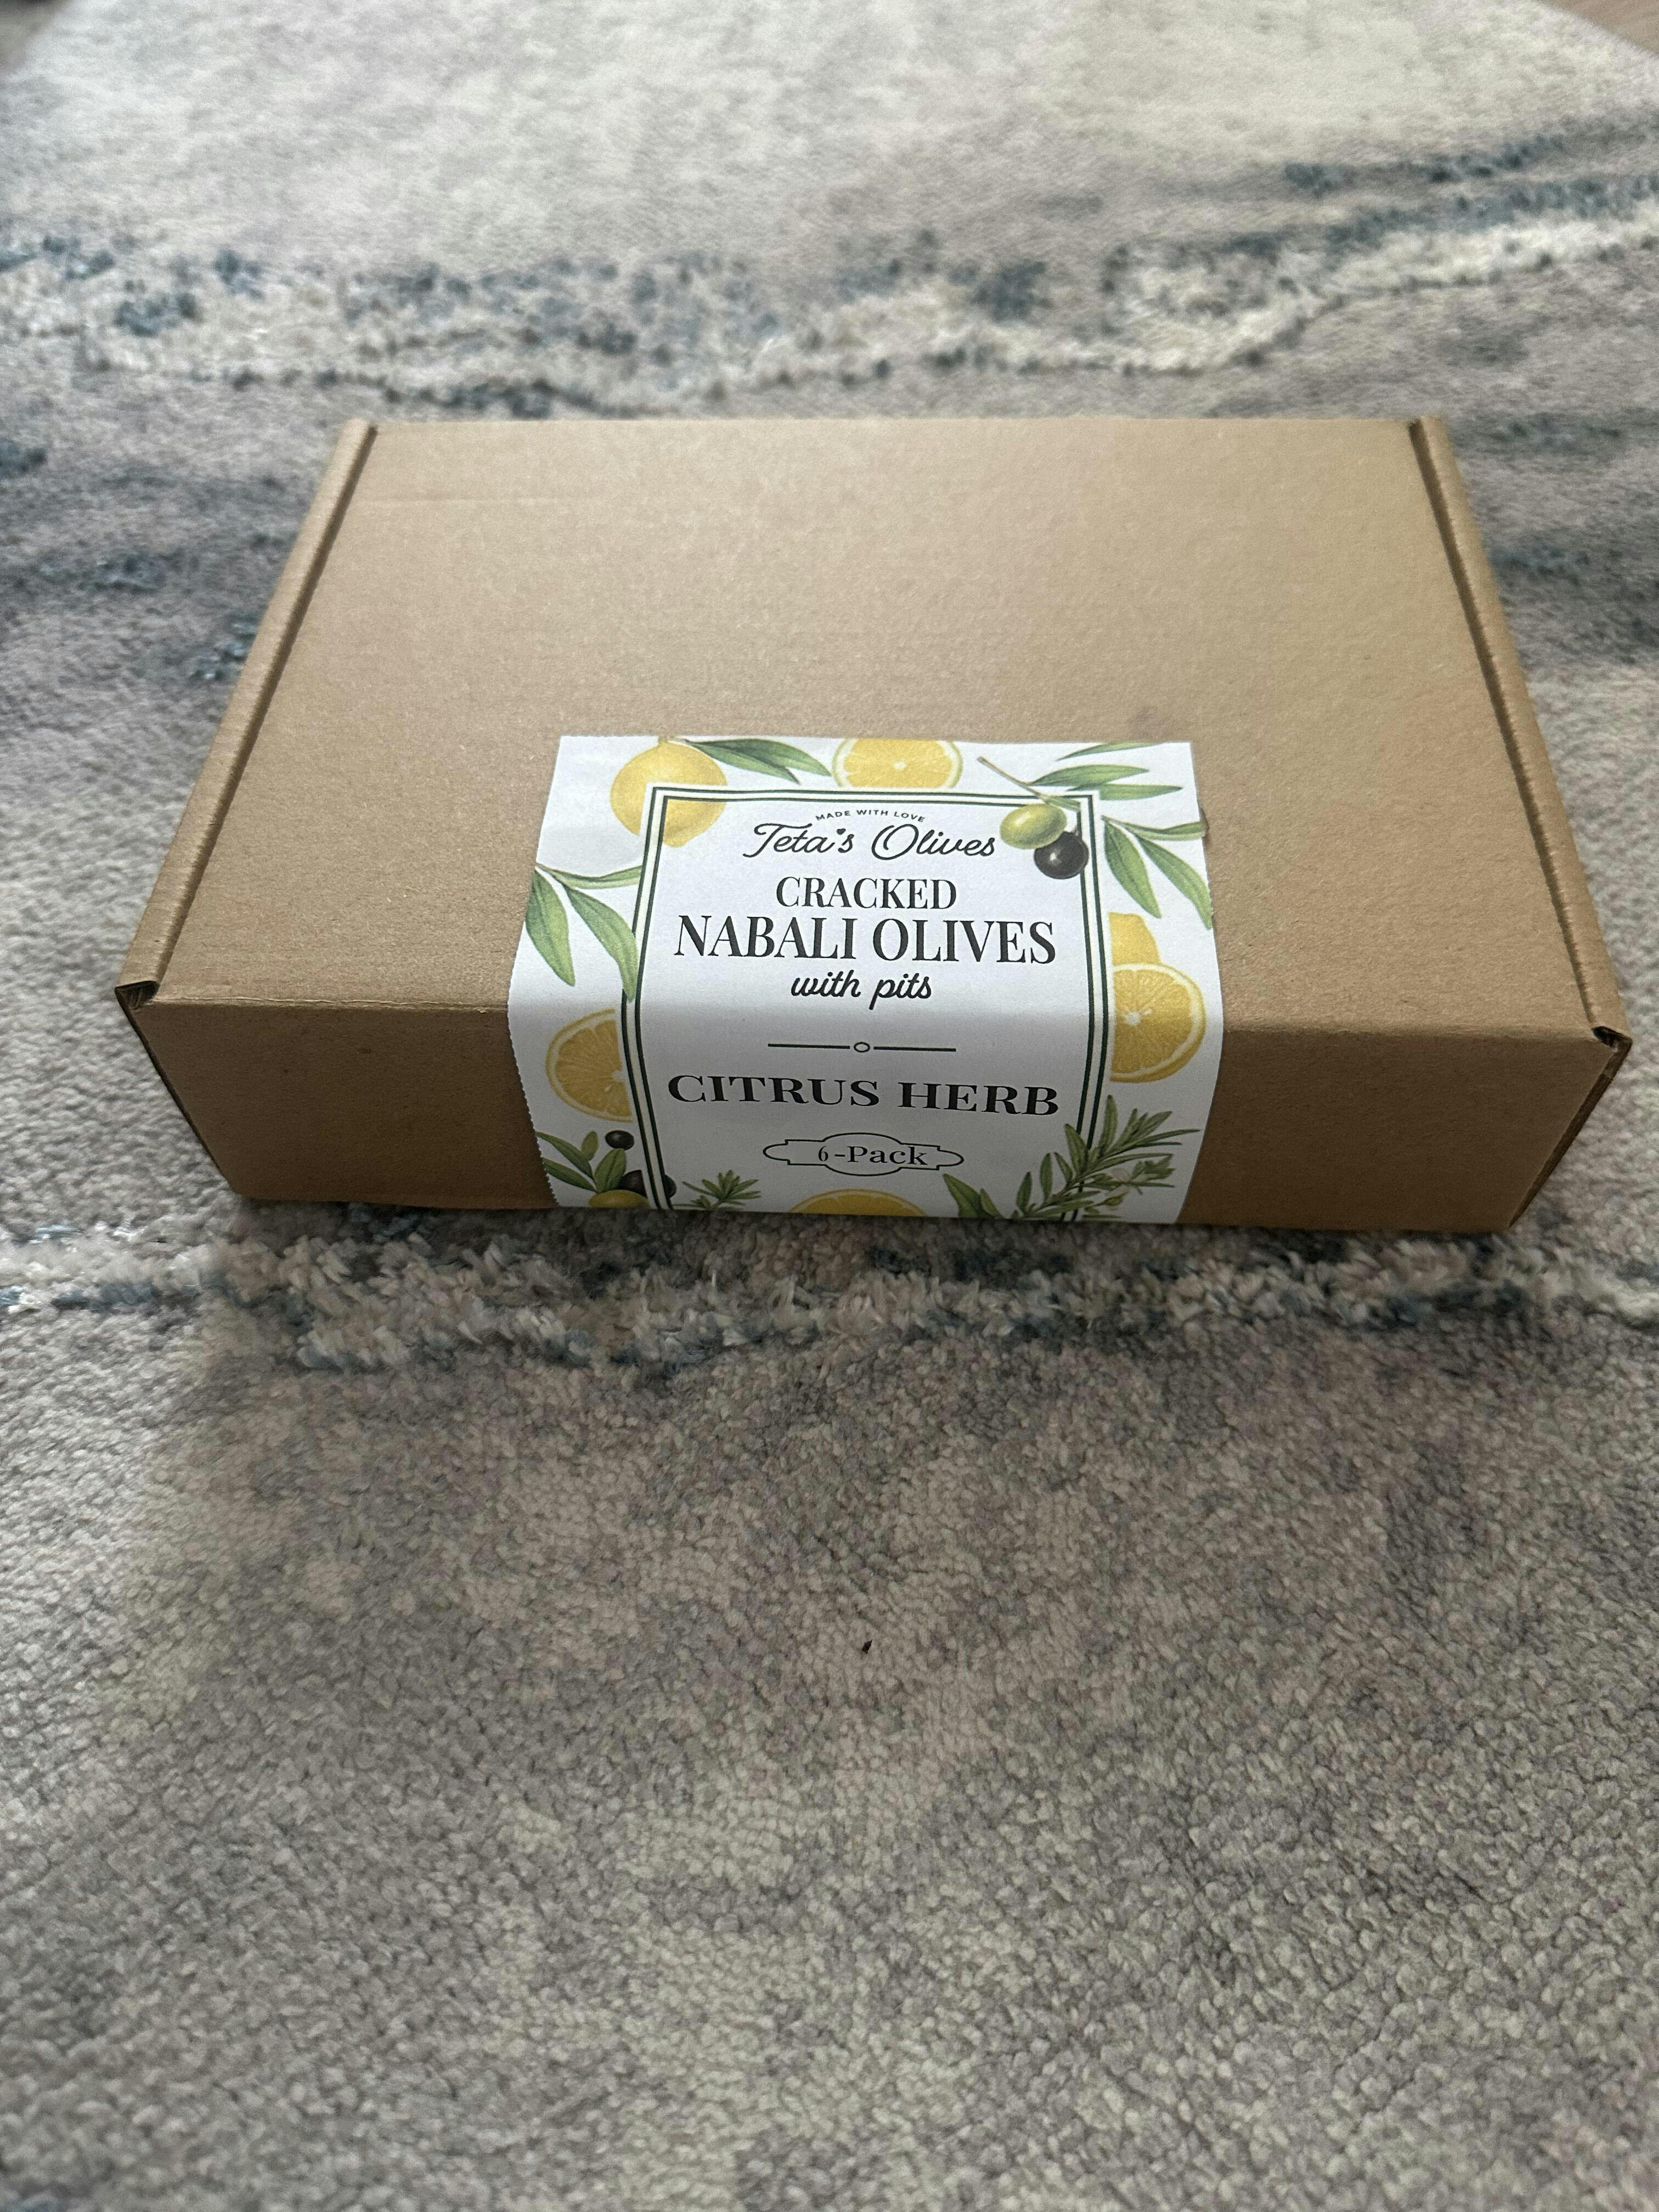 MADE WITH LOVE
Teta's Olives
CRACKED
NABALI OLIVES
with pits
CITRUS HERB
6-Pack